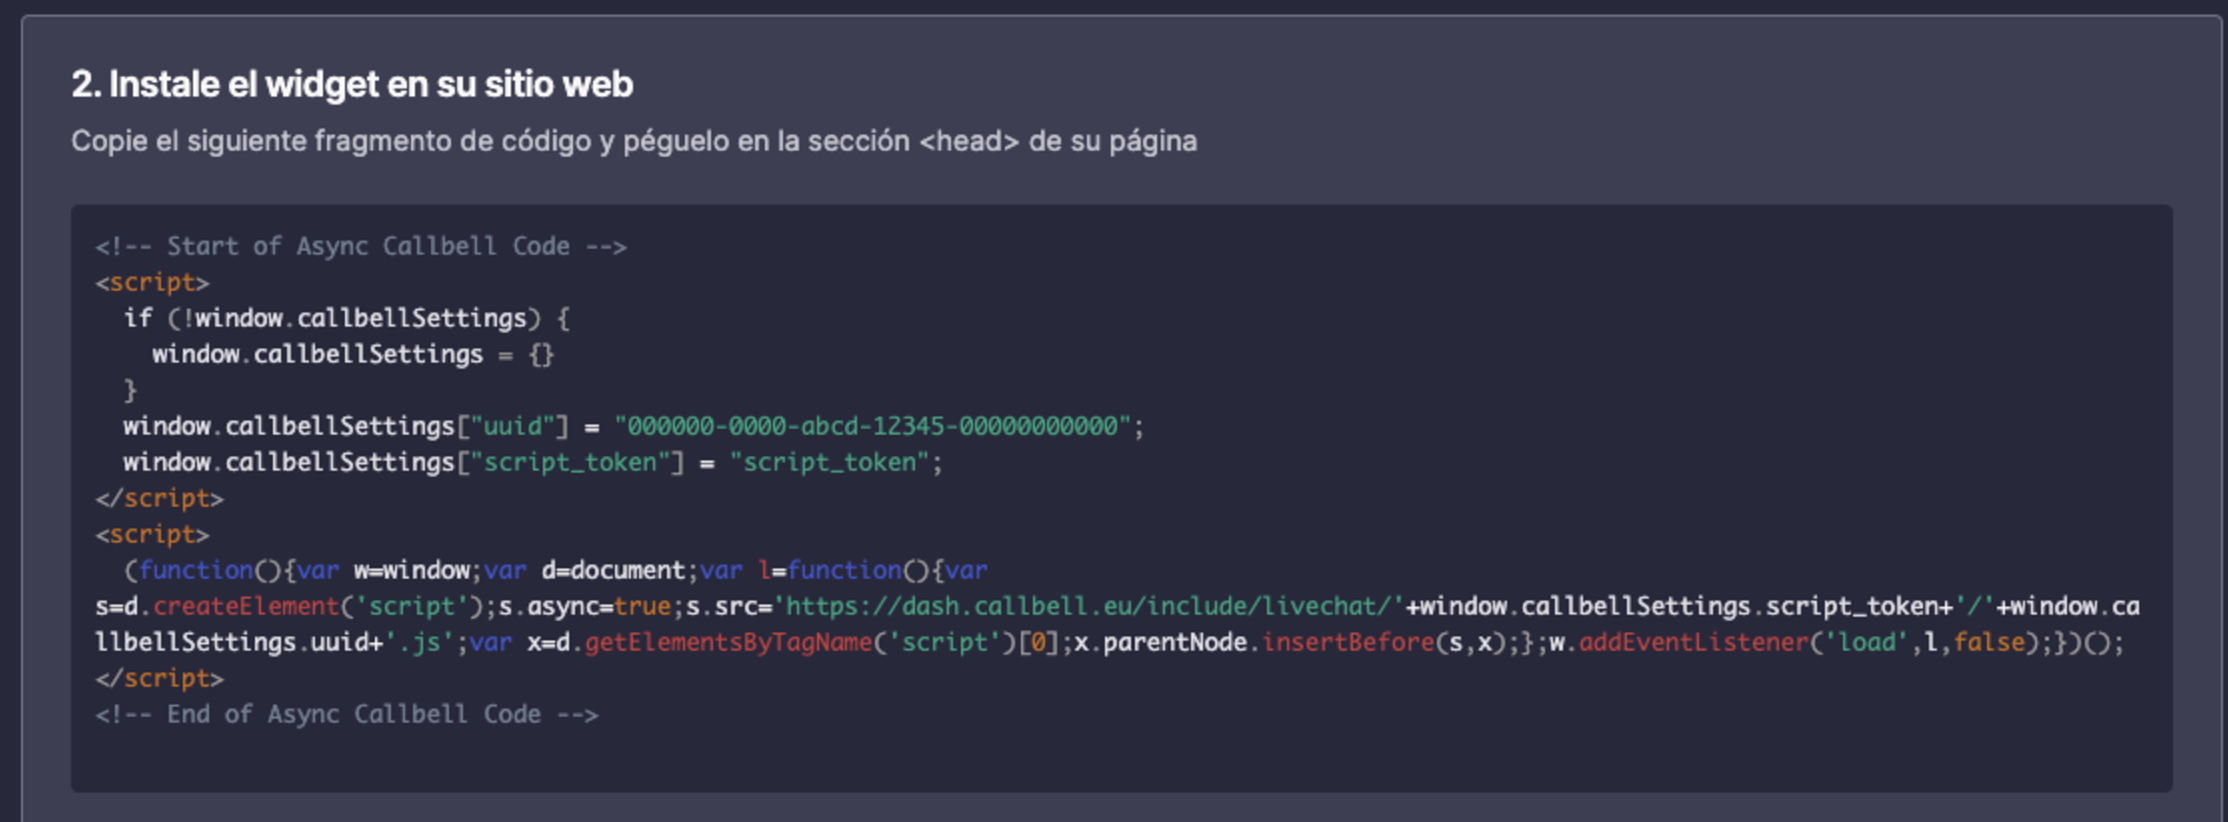 2. Instale el widget en su sitio web
Copie el siguiente fragmento de código y péguelo en la sección <head> de su página
<!-- Start of Async Callbell Code -->
<script>
  if (!window.callbellSettings) {
    window.callbellSettings = {}
  }
  window.callbellSettings["uuid"] = "000000-0000-abcd-12345-00000000000";
  window.callbellSettings["script_token"] = "script_token";
</script>
<script>
  (function(){var w=window;var d=document;var l=function(){var
s=d.createElement('script');s.async=true;s.src='https://dash.callbell.eu/include/livechat/'+window.callbellSettings.script_token+'/'+window.ca
llbellSettings.uuid+'.js';var x=d.getElementsByTagName('script')[0];x.parentNode.insertBefore(s,x);};w.addEventListener('load',l,false);})();
</script>
<!-- End of Async Callbell Code -->